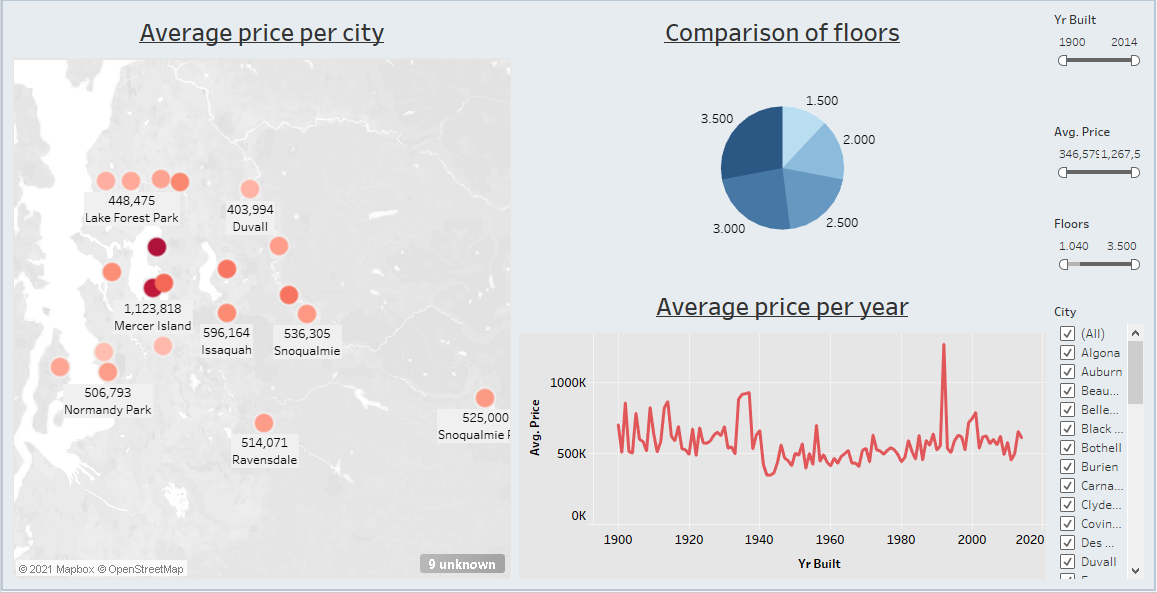 Average price per city
448,475
Lake Forest Park
403,994
Duvall
1,123,818
Mercer Island
596,164
Issaquah
536,305
Snoqualmie
506,793
Normandy Park
514,071
Ravensdale
525,000
Snoqualmie P
© 2021 Mapbox © OpenStreetMap
9 unknown
Comparison of floors
1.500
2.000
2.500
3.000
3.500
Average price per year
Avg. Price
1000K
500K
0K
1900 1920 1940 1960 1980 2000 2020
Yr Built
Yr Built
1900 2014
Avg. Price
346,579 1,267,5
Floors
1.040 3.500
City
(All)
Algona
Auburn
Beau...
Belle...
Black ...
Bothell
Burien
Carna...
Clyde...
Covin...
Des ...
Duvall